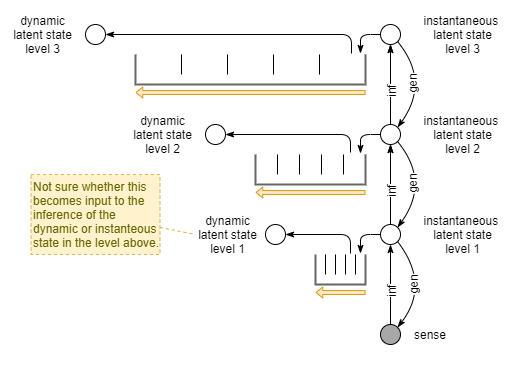 dynamic
latent state
level 3
instantaneous
latent state
level 3
inf
gen
dynamic
latent state
level 2
instantaneous
latent state
level 2
inf
gen
Not sure whether this
becomes input to the
inference of the
dynamic or instanteous
state in the level above.
dynamic
latent state
level 1
instantaneous
latent state
level 1
inf
gen
sense